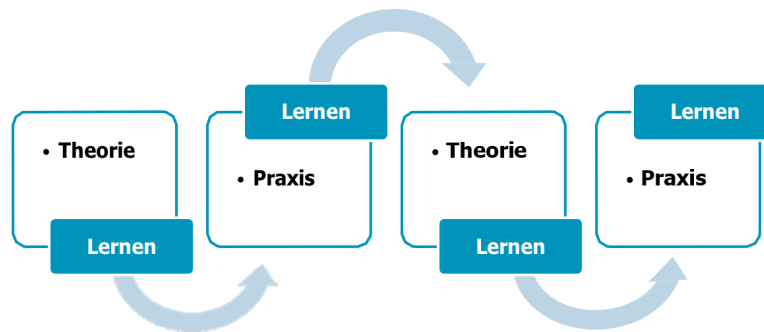 • Theorie
Lernen
Lernen
• Praxis
• Theorie
Lernen
Lernen
• Praxis